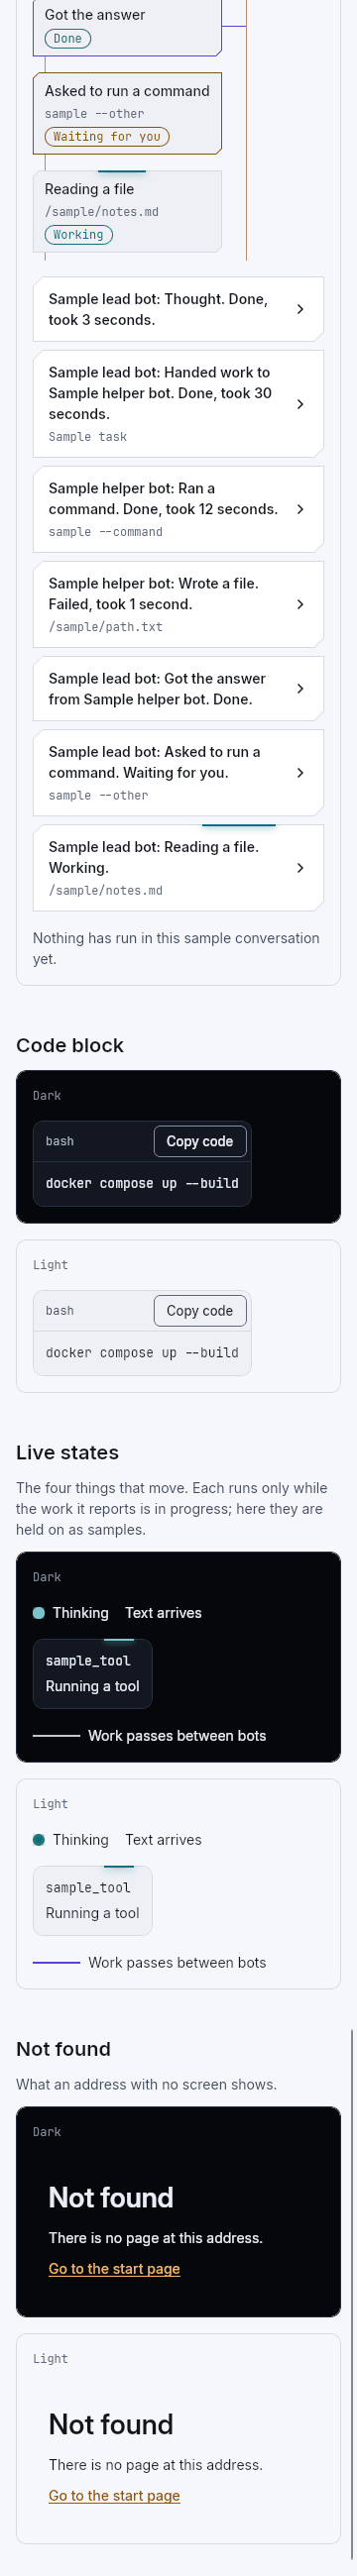 Got the answer
Done
Asked to run a command
sample --other
Waiting for you
Reading a file
/sample/notes.md
Working
Sample lead bot: Thought. Done,
took 3 seconds.
Sample lead bot: Handed work to
Sample helper bot. Done, took 30
seconds.
Sample task
Sample helper bot: Ran a
command. Done, took 12 seconds.
sample --command
Sample helper bot: Wrote a file.
Failed, took 1 second.
/sample/path.txt
Sample lead bot: Got the answer
from Sample helper bot. Done.
Sample lead bot: Asked to run a
command. Waiting for you.
sample --other
Sample lead bot: Reading a file.
Working.
/sample/notes.md
Nothing has run in this sample conversation
yet.
Code block
Dark
bash
Copy code
docker compose up --build
Light
bash
Copy code
docker compose up --build
Live states
The four things that move. Each runs only while
the work it reports is in progress; here they are
held on as samples.
Dark
Thinking Text arrives
sample_tool
Running a tool
Work passes between bots
Light
Thinking Text arrives
sample_tool
Running a tool
Work passes between bots
Not found
What an address with no screen shows.
Dark
Not found
There is no page at this address.
Go to the start page
Light
Not found
There is no page at this address.
Go to the start page